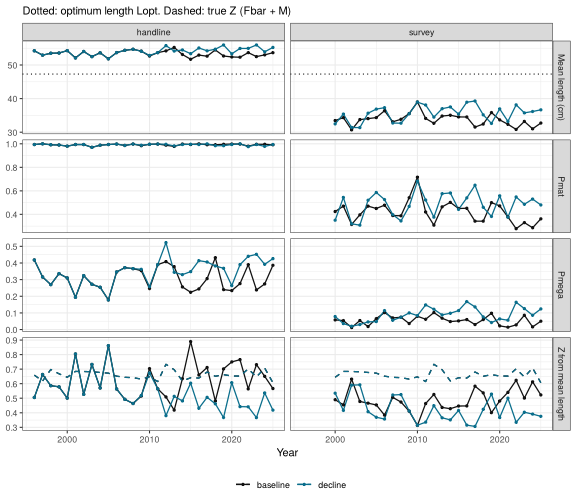 Dotted: optimum length Lopt. Dashed: true Z (Fbar + M)
handline
survey
50
40
30
Mean length (cm)
1.0
0.8
0.6
0.4
Pmat
0.5
0.4
0.3
0.2
0.1
0.0
Pmega
0.9
0.8
0.7
0.6
0.5
0.4
0.3
Z from mean
length
2000
2010
2020
2000
2010
2020
Year
baseline
decline